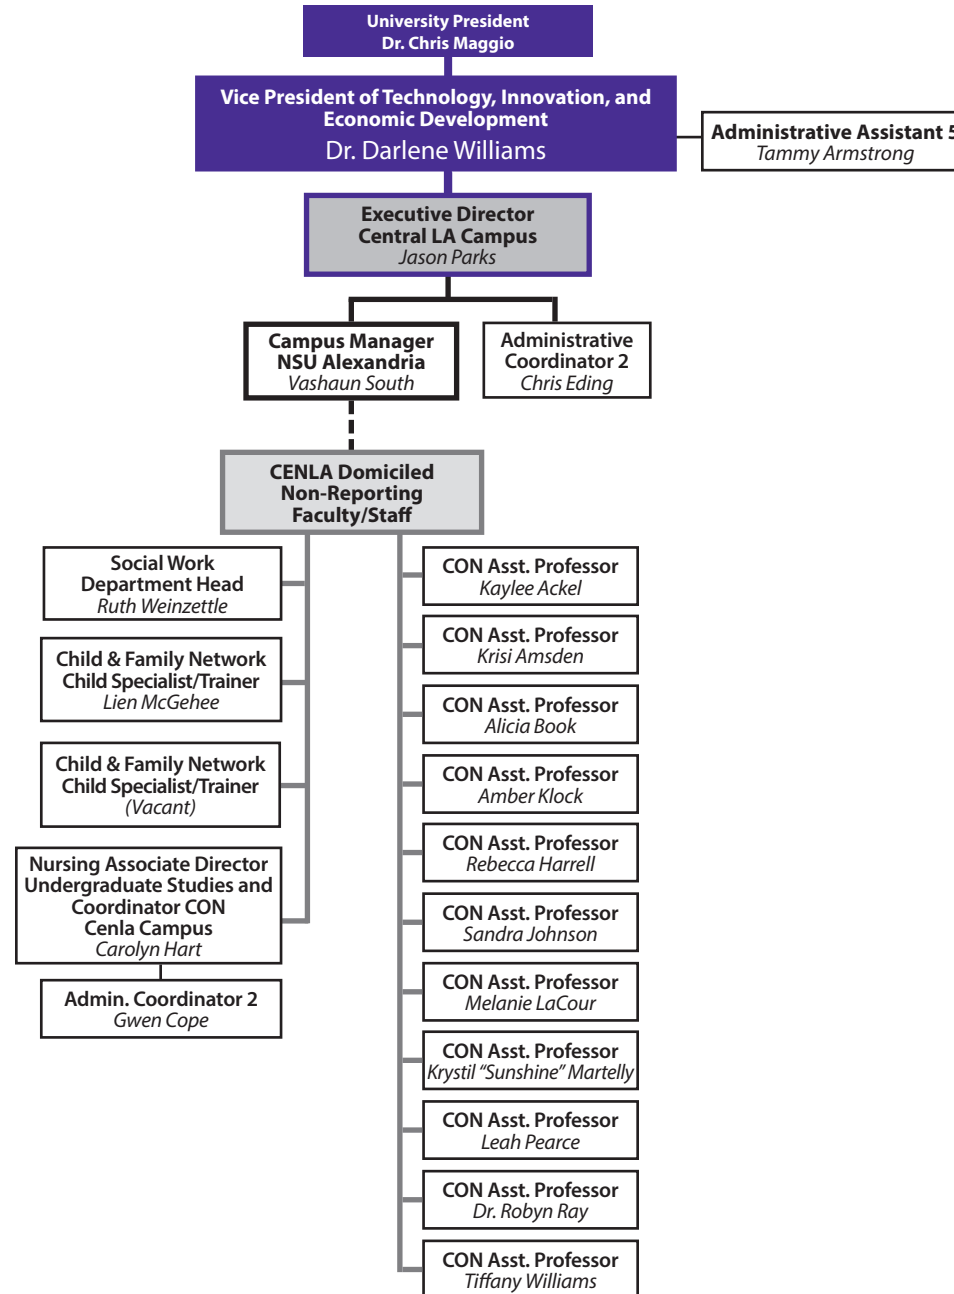 University President
Dr. Chris Maggio
Vice President of Technology, Innovation, and
Economic Development
Dr. Darlene Williams
Administrative Assistant 5
Tammy Armstrong
Executive Director
Central LA Campus
Jason Parks
Campus Manager
NSU Alexandria
Vashaun South
Administrative
Coordinator 2
Chris Eding
CENLA Domiciled
Non-Reporting
Faculty/Staff
Social Work
Department Head
Ruth Weinzettle
Child & Family Network
Child Specialist/Trainer
Lien McGehee
Child & Family Network
Child Specialist/Trainer
(Vacant)
Nursing Associate Director
Undergraduate Studies and
Coordinator CON
Cenla Campus
Carolyn Hart
Admin. Coordinator 2
Gwen Cope
CON Asst. Professor
Kaylee Ackel
CON Asst. Professor
Krisi Amsden
CON Asst. Professor
Alicia Book
CON Asst. Professor
Amber Klock
CON Asst. Professor
Rebecca Harrell
CON Asst. Professor
Sandra Johnson
CON Asst. Professor
Melanie LaCour
CON Asst. Professor
Krystil “Sunshine” Martelly
CON Asst. Professor
Leah Pearce
CON Asst. Professor
Dr. Robyn Ray
CON Asst. Professor
Tiffany Williams